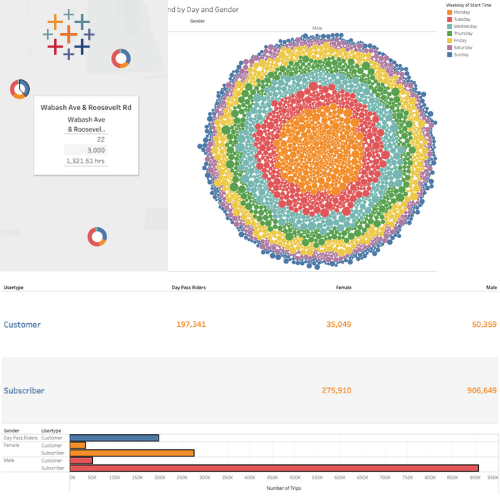 nd by Day and Gender
Gender
Male
Weekday of Start Time
Monday
Tuesday
Wednesday
Thursday
Friday
Saturday
Sunday
Wabash Ave & Roosevelt Rd
Wabash Ave
& Roosevel..
22
3,000
1,321.51 hrs
Usertype Day Pass Riders Female Male
Customer 197,341 35,049 50,359
Subscriber 275,910 906,649
Gender Usertype
Day Pass Riders Customer
Female Customer
Subscriber
Male Customer
Subscriber
0K 50K 100K 150K 200K 250K 300K 350K 400K 450K 500K 550K 600K 650K 700K 750K 800K 850K 900K 950K
Number of Trips